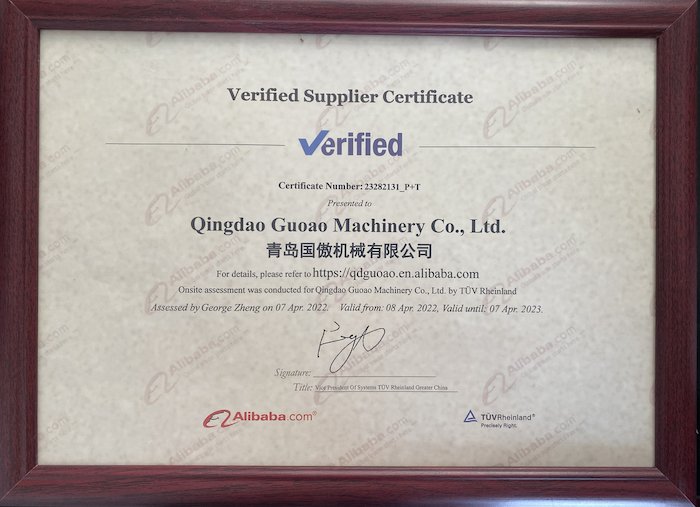 Verified Supplier Certificate
Verified
Certificate Number: 23282131_P+T
Presented to
Qingdao Guoao Machinery Co., Ltd.
青岛国傲机械有限公司
For details, please refer to https://qdguoao.en.alibaba.com
Onsite assessment was conducted for Qingdao Guoao Machinery Co., Ltd. by TÜV Rheinland
Assessed by George Zheng on 07 Apr. 2022. Valid from: 08 Apr. 2022, Valid until: 07 Apr. 2023.
Signature:
Title: Vice President Of Systems TÜV Rheinland Greater China
Alibaba.com®
TÜVRheinland®
Precisely Right.